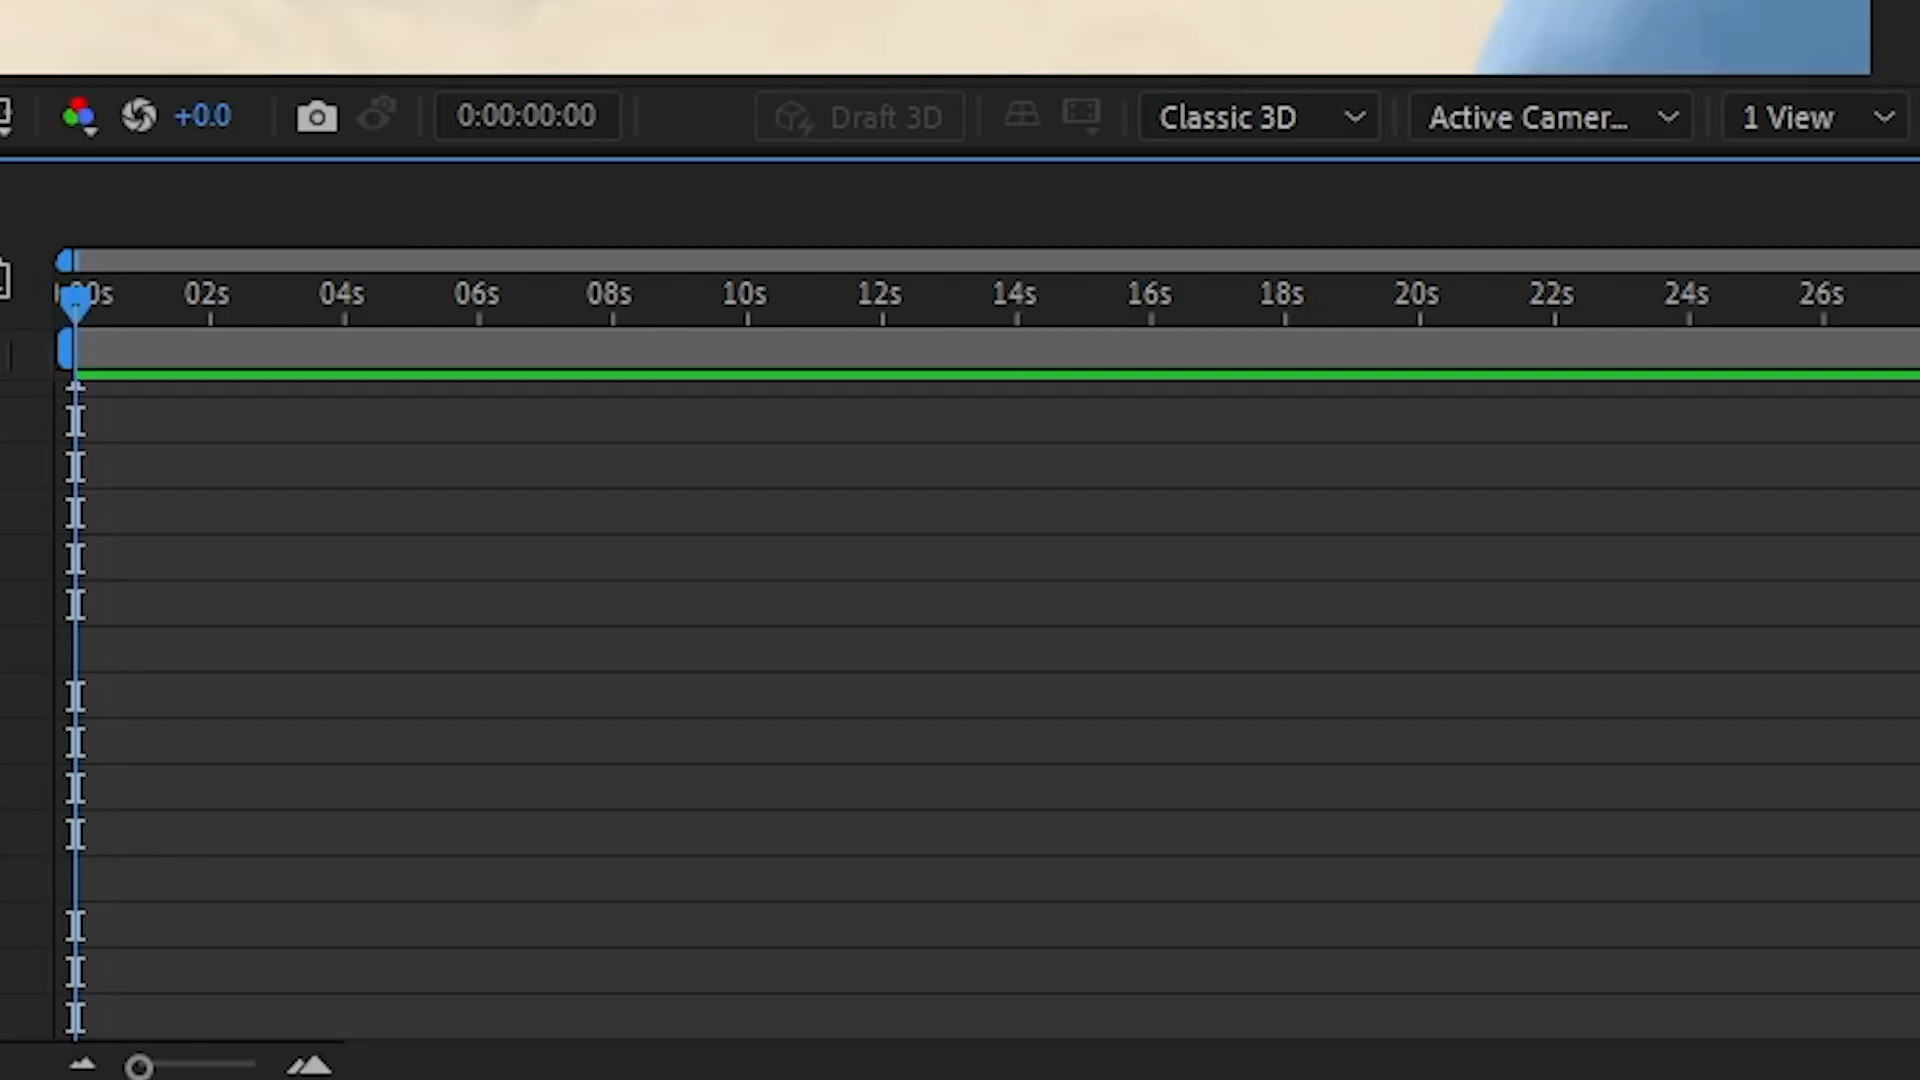 +0.0 0:00:00:00 Draft 3D Classic 3D Active Camer... 1 View
00s 02s 04s 06s 08s 10s 12s 14s 16s 18s 20s 22s 24s 26s